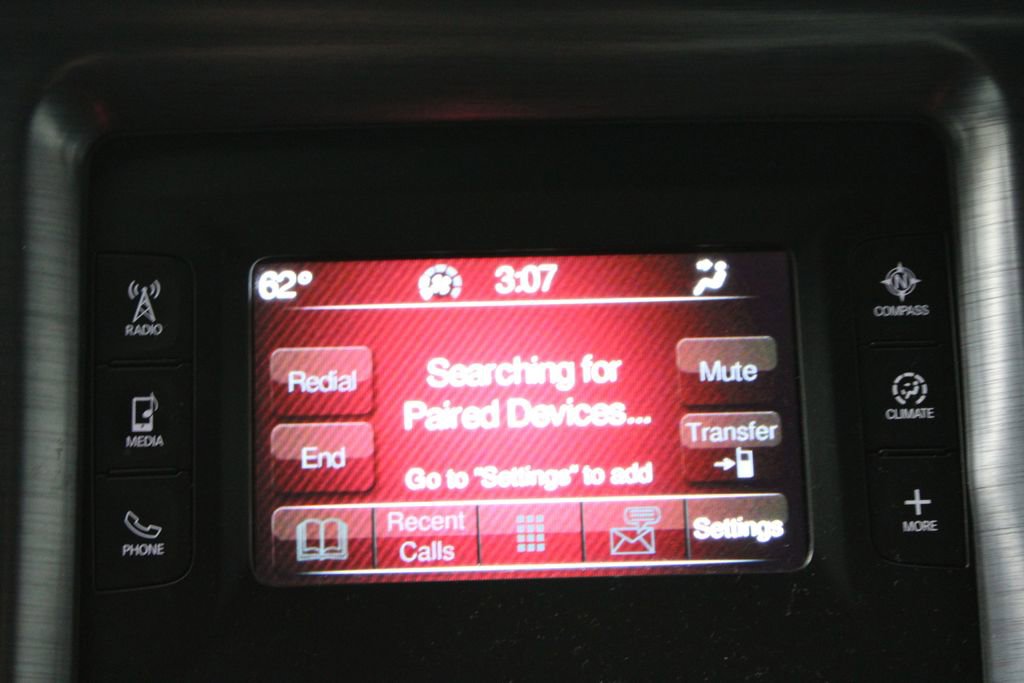 62° 3:07
RADIO
MEDIA
PHONE
Redial
End
Searching for
Paired Devices...
Go to "Settings" to add
Mute
Transfer
Recent
Calls
Settings
N
COMPASS
CLIMATE
MORE